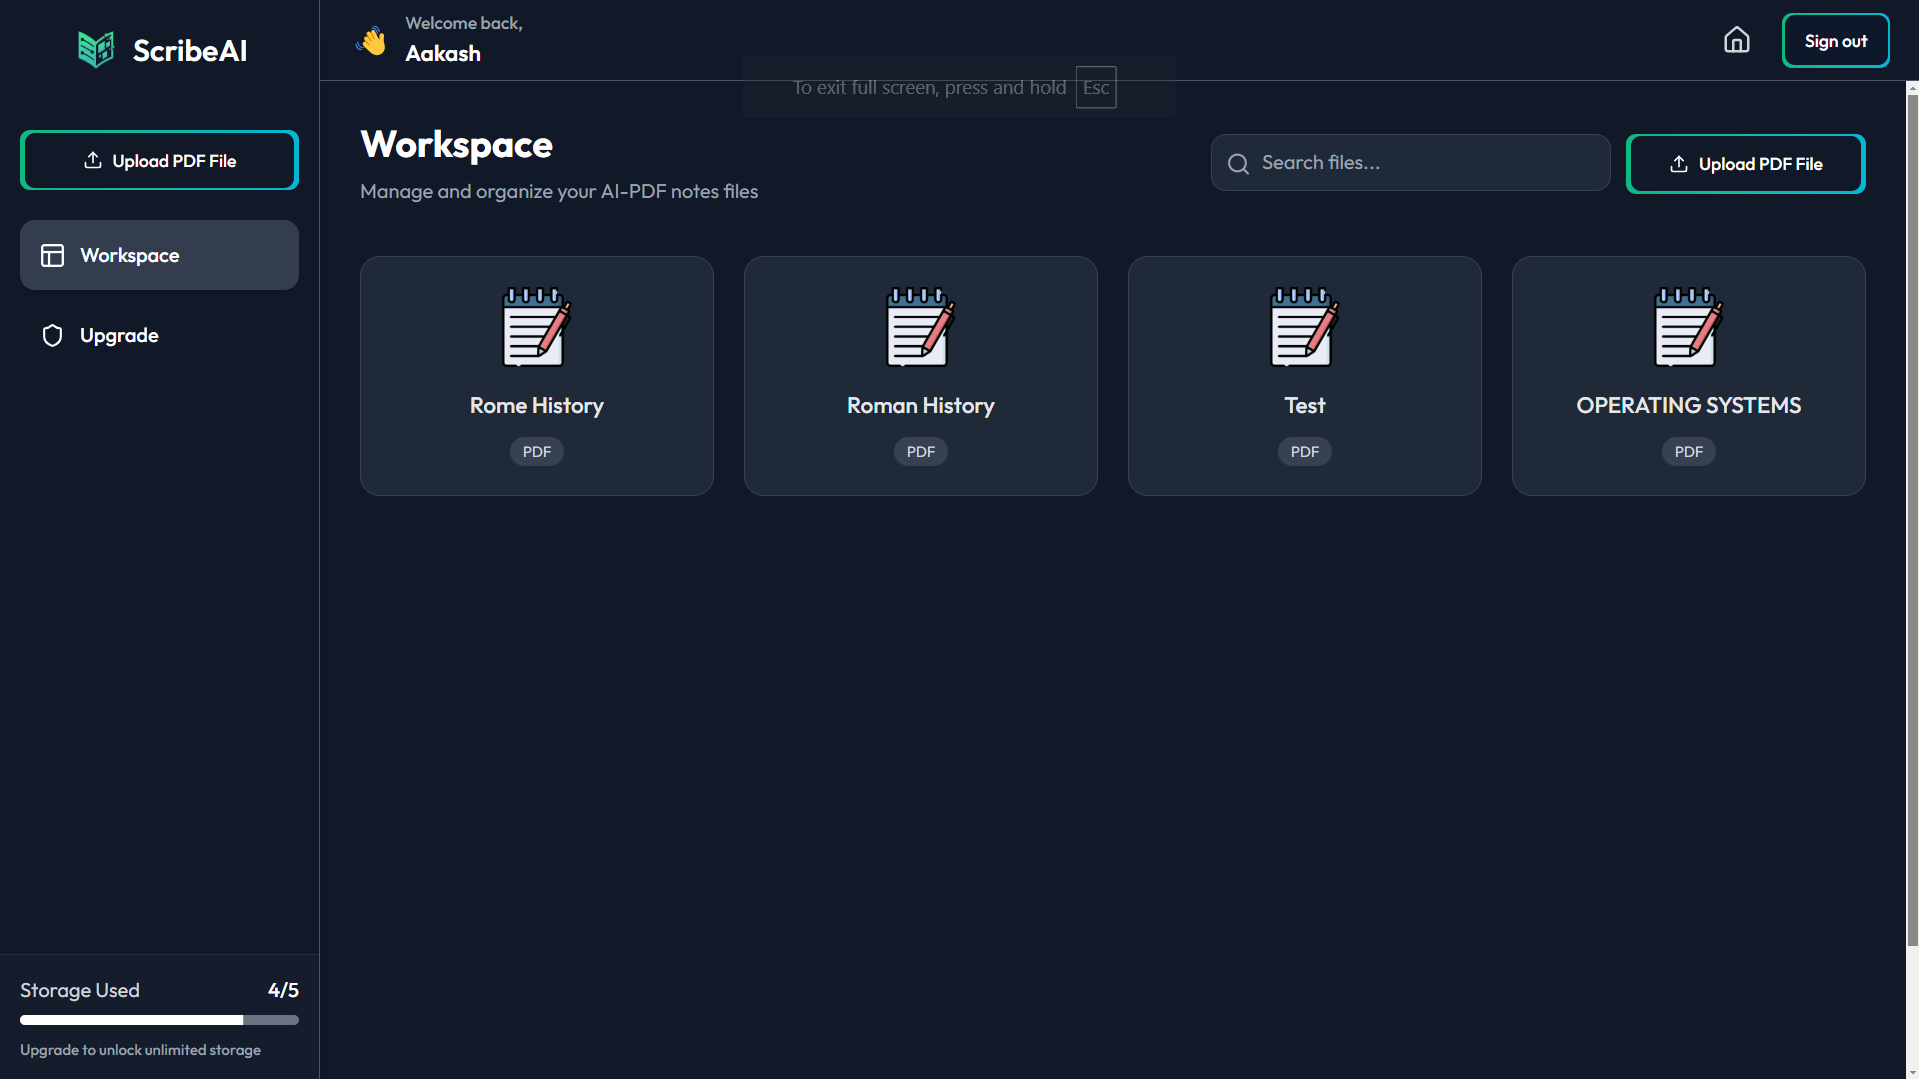 ScribeAI
Welcome back,
Aakash
Sign out
To exit full screen, press and hold Esc
Upload PDF File
Workspace
Upgrade
Workspace
Manage and organize your AI-PDF notes files
Search files...
Upload PDF File
Rome History
PDF
Roman History
PDF
Test
PDF
OPERATING SYSTEMS
PDF
Storage Used 4/5
Upgrade to unlock unlimited storage